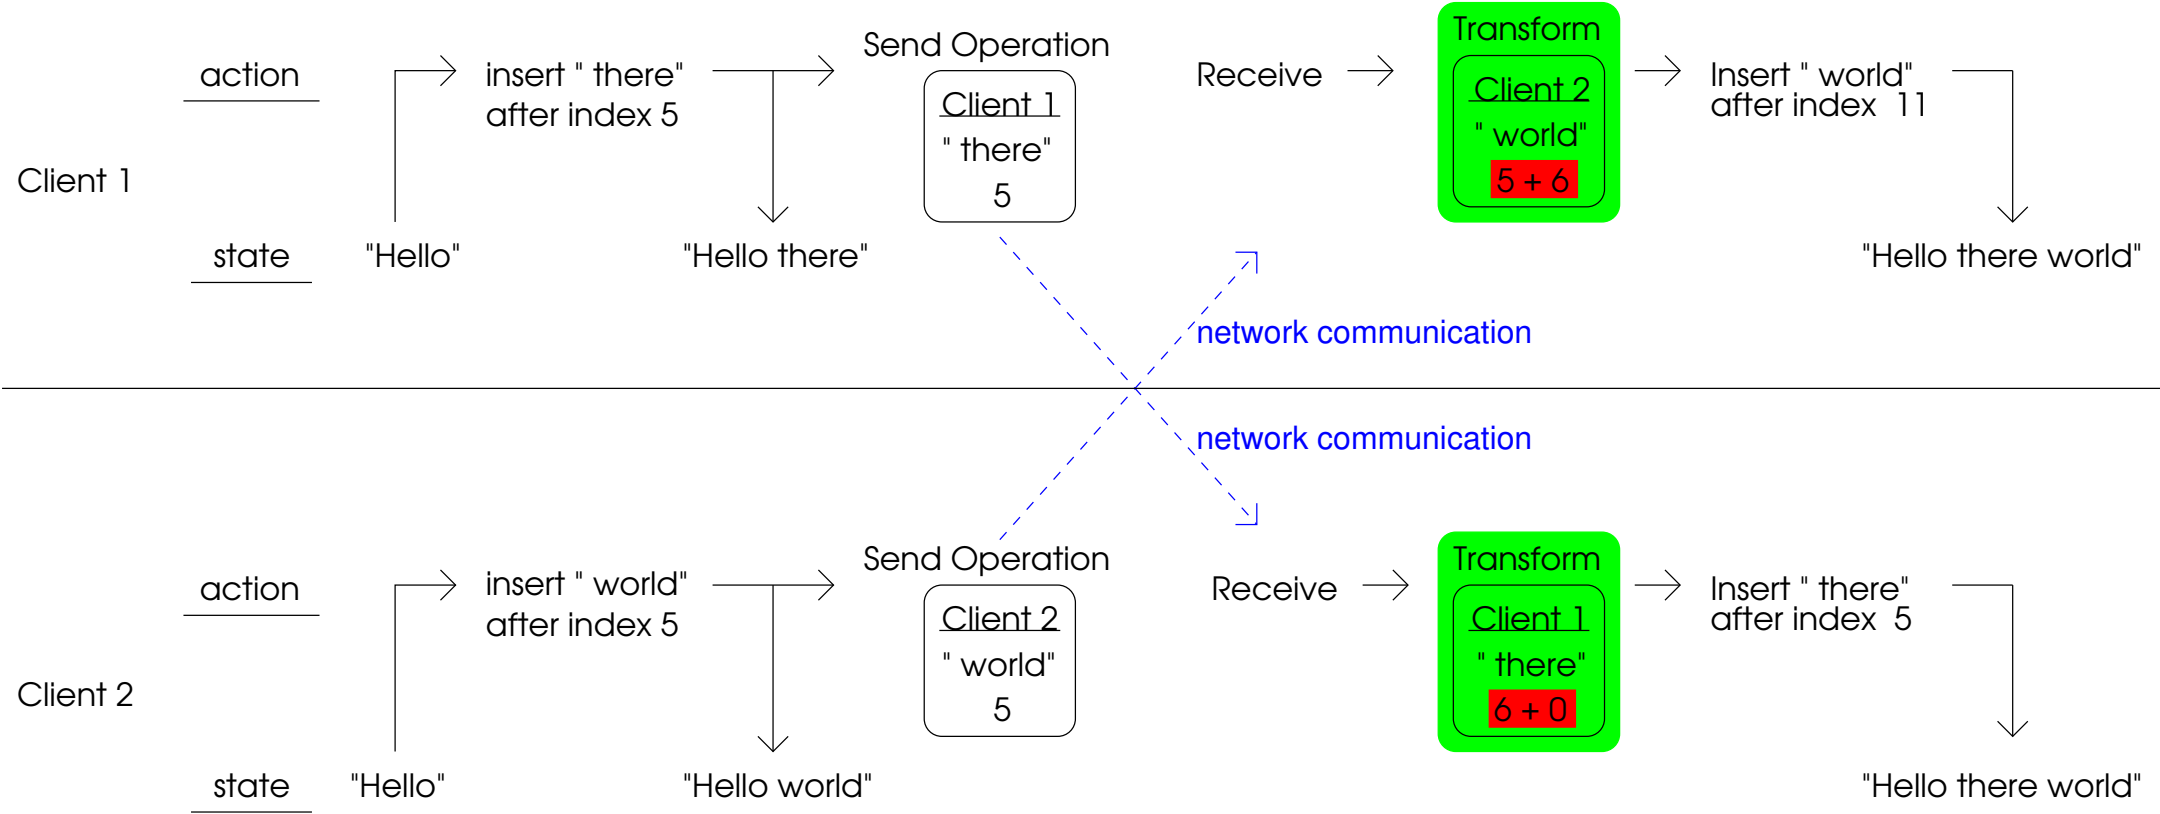 Client 1
action
state
"Hello"
insert " there"
after index 5
"Hello there"
Send Operation
Client 1
" there"
5
Receive
Transform
Client 2
" world"
5 + 6
Insert " world"
after index 11
"Hello there world"
network communication
network communication
Client 2
action
state
"Hello"
insert " world"
after index 5
"Hello world"
Send Operation
Client 2
" world"
5
Receive
Transform
Client 1
" there"
6 + 0
Insert " there"
after index 5
"Hello there world"